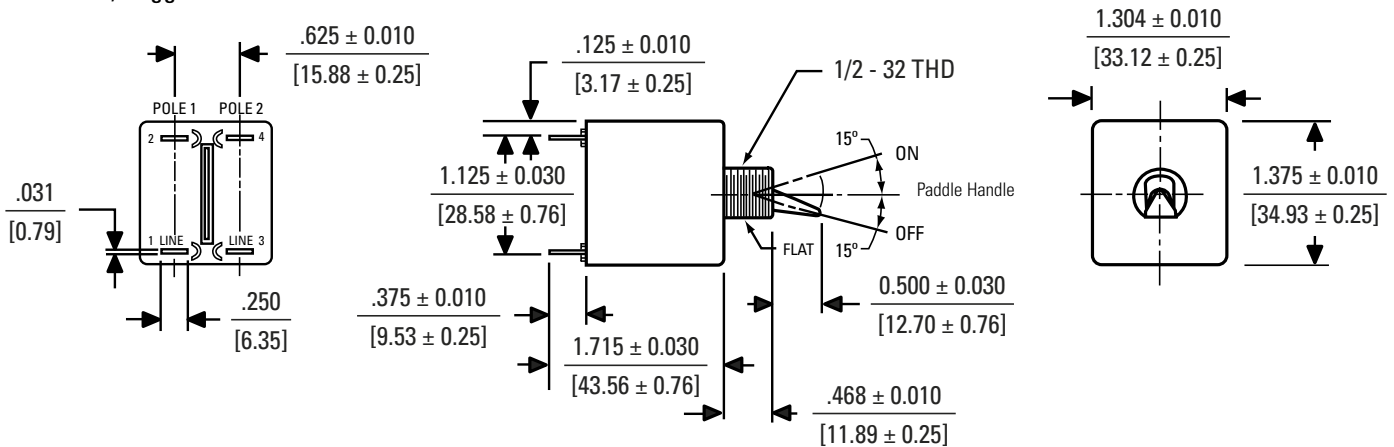 .625 ± 0.010
[15.88 ± 0.25]
POLE 1 POLE 2
2 4
1 LINE LINE 3
.031
[0.79]
.250
[6.35]
.125 ± 0.010
[3.17 ± 0.25]
1/2 - 32 THD
1.125 ± 0.030
[28.58 ± 0.76]
15º
ON
Paddle Handle
OFF
15º
FLAT
.375 ± 0.010
[9.53 ± 0.25]
1.715 ± 0.030
[43.56 ± 0.76]
0.500 ± 0.030
[12.70 ± 0.76]
.468 ± 0.010
[11.89 ± 0.25]
1.304 ± 0.010
[33.12 ± 0.25]
1.375 ± 0.010
[34.93 ± 0.25]